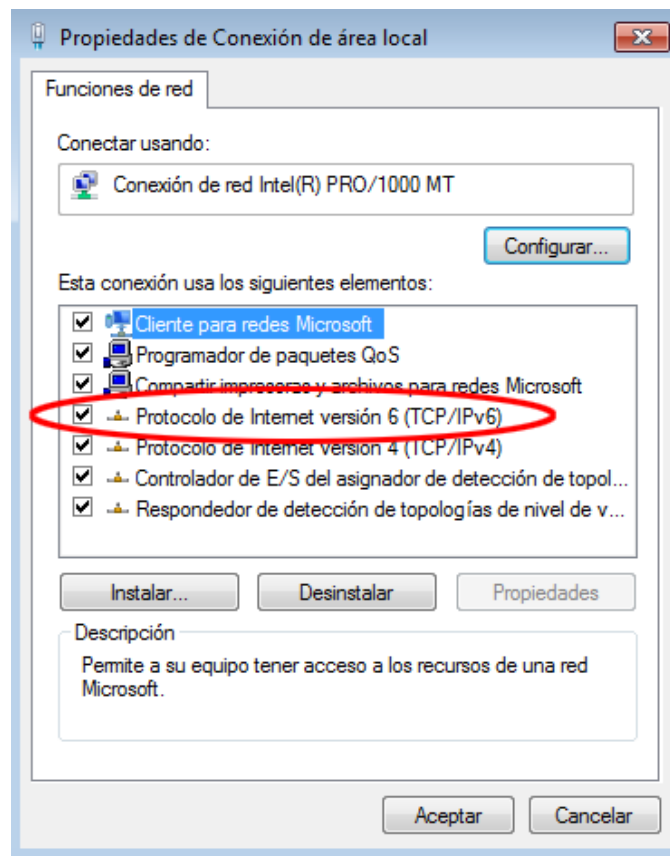 Propiedades de Conexión de área local
Funciones de red
Conectar usando:
Conexión de red Intel(R) PRO/1000 MT
Configurar...
Esta conexión usa los siguientes elementos:
Cliente para redes Microsoft
Programador de paquetes QoS
Compartir impresoras y archivos para redes Microsoft
Protocolo de Internet versión 6 (TCP/IPv6)
Protocolo de Internet versión 4 (TCP/IPv4)
Controlador de E/S del asignador de detección de topol...
Respondedor de detección de topologías de nivel de v...
Instalar...
Desinstalar
Propiedades
Descripción
Permite a su equipo tener acceso a los recursos de una red
Microsoft.
Aceptar
Cancelar